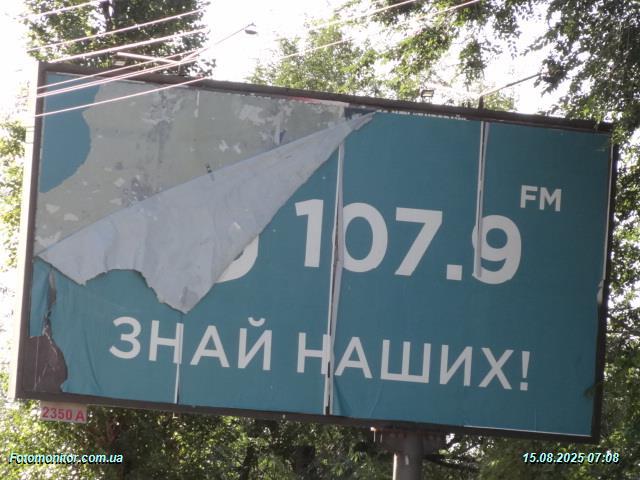 107.9 FM
ЗНАЙ НАШИХ!
2350 A
Fotomonitor.com.ua
15.08.2025 07:08